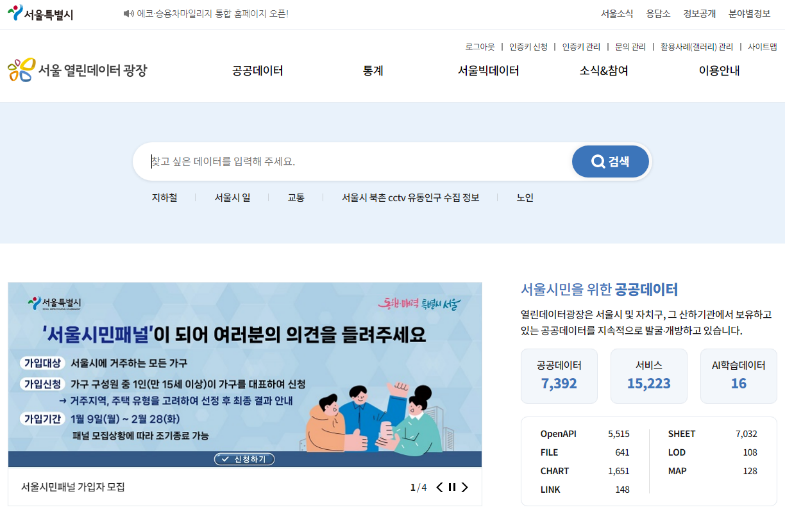 서울특별시
에코·승용차마일리지 통합 홈페이지 오픈!
서울소식 응답소 정보공개 분야별정보
로그아웃 | 인증키 신청 | 인증키 관리 | 문의 관리 | 활용사례(갤러리) 관리 | 사이트맵
서울 열린데이터 광장
공공데이터 통계 서울빅데이터 소식&참여 이용안내
찾고 싶은 데이터를 입력해 주세요.
검색
지하철 서울시 일 교통 서울시 북촌 cctv 유동인구 수집 정보 노인
서울특별시
동행·매력 특별시 서울
'서울시민패널'이 되어 여러분의 의견을 들려주세요
가입대상 서울시에 거주하는 모든 가구
가입신청 가구 구성원 중 1인(만 15세 이상)이 가구를 대표하여 신청
→ 거주지역, 주택 유형을 고려하여 선정 후 최종 결과 안내
가입기간 1월 9일(월) ~ 2월 28(화)
패널 모집상황에 따라 조기종료 가능
신청하기
서울시민패널 가입자 모집
1 / 4
서울시민을 위한 공공데이터
열린데이터광장은 서울시 및 자치구, 그 산하기관에서 보유하고
있는 공공데이터를 지속적으로 발굴·개방하고 있습니다.
공공데이터 서비스 AI학습데이터
7,392 15,223 16
OpenAPI 5,515 SHEET 7,032
FILE 641 LOD 108
CHART 1,651 MAP 128
LINK 148